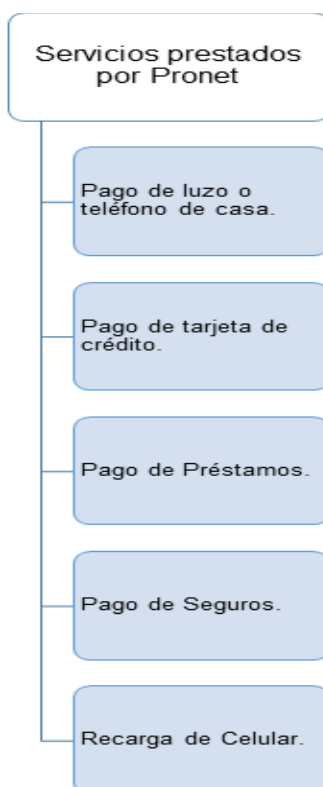 Servicios prestados
por Pronet
Pago de luzo o
teléfono de casa.
Pago de tarjeta de
crédito.
Pago de Préstamos.
Pago de Seguros.
Recarga de Celular.